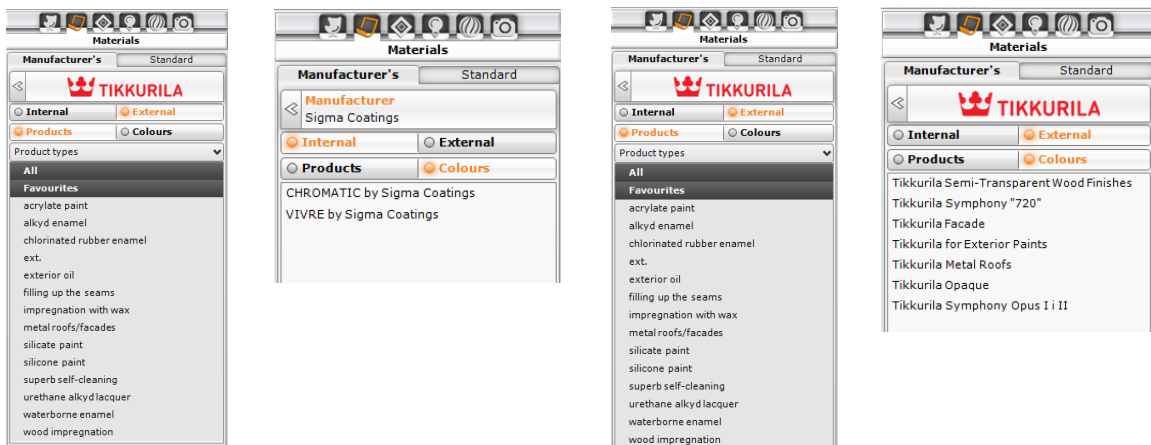 Materials
Manufacturer's Standard
TIKKURILA
Internal External
Products Colours
Product types
All
Favourites
acrylate paint
alkyd enamel
chlorinated rubber enamel
ext.
exterior oil
filling up the seams
impregnation with wax
metal roofs/facades
silicate paint
silicone paint
superb self-cleaning
urethane alkyd lacquer
waterborne enamel
wood impregnation
Materials
Manufacturer's Standard
Manufacturer
Sigma Coatings
Internal External
Products Colours
CHROMATIC by Sigma Coatings
VIVRE by Sigma Coatings
Materials
Manufacturer's Standard
TIKKURILA
Internal External
Products Colours
Product types
All
Favourites
acrylate paint
alkyd enamel
chlorinated rubber enamel
ext.
exterior oil
filling up the seams
impregnation with wax
metal roofs/facades
silicate paint
silicone paint
superb self-cleaning
urethane alkyd lacquer
waterborne enamel
wood impregnation
Materials
Manufacturer's Standard
TIKKURILA
Internal External
Products Colours
Tikkurila Semi-Transparent Wood Finishes
Tikkurila Symphony "720"
Tikkurila Facade
Tikkurila for Exterior Paints
Tikkurila Metal Roofs
Tikkurila Opaque
Tikkurila Symphony Opus I i II